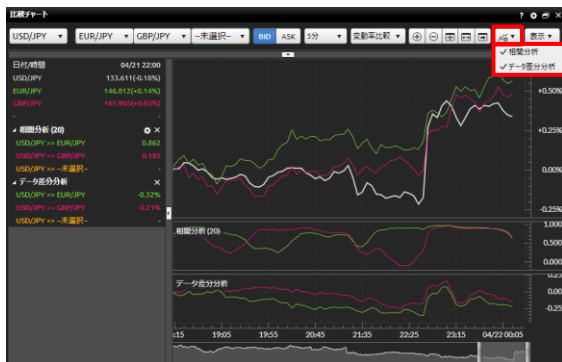 比較チャート
USD/JPY EUR/JPY GBP/JPY --未選択-- BID ASK 5分 変動率比較 表示
相関分析
データ差分分析
日付/時間 04/21 22:00
USD/JPY 133.611(-0.18%)
EUR/JPY 146.812(+0.14%)
GBP/JPY 165.905(+0.03%)
- -
相関分析 (20)
USD/JPY >> EUR/JPY 0.862
USD/JPY >> GBP/JPY 0.185
USD/JPY >> --未選択-- -
データ差分分析
USD/JPY >> EUR/JPY -0.32%
USD/JPY >> GBP/JPY -0.21%
USD/JPY >> --未選択-- -
+0.50%
+0.25%
0.00%
-0.25%
相関分析 (20)
1.000
0.500
0.000
データ差分分析
0.25
0.00
-0.25
:15 19:05 19:55 20:45 21:35 22:25 23:15 04/22 00:05